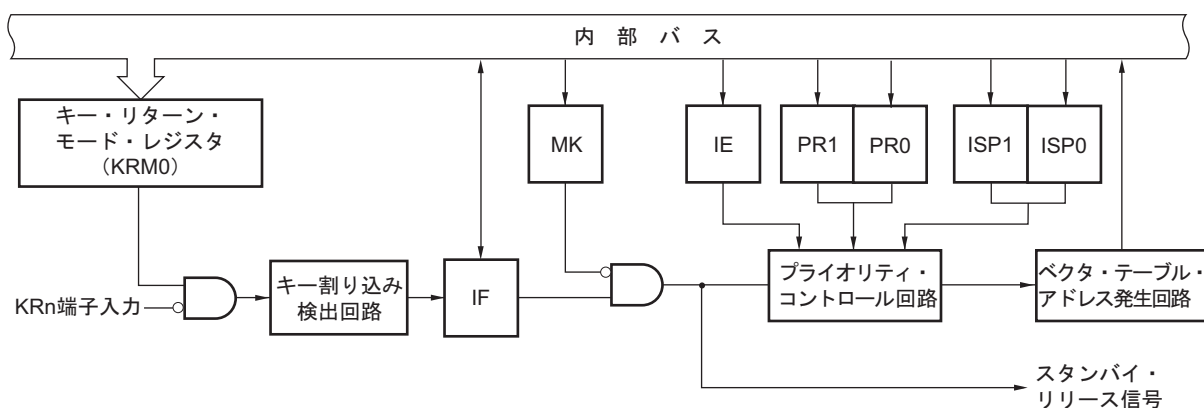 内 部 バ ス
キー・リターン・
モード・レジスタ
（KRM0）
MK
IE
PR1
PR0
ISP1
ISP0
KRn端子入力
キー割り込み
検出回路
IF
プライオリティ・
コントロール回路
ベクタ・テーブル・
アドレス発生回路
スタンバイ・
リリース信号